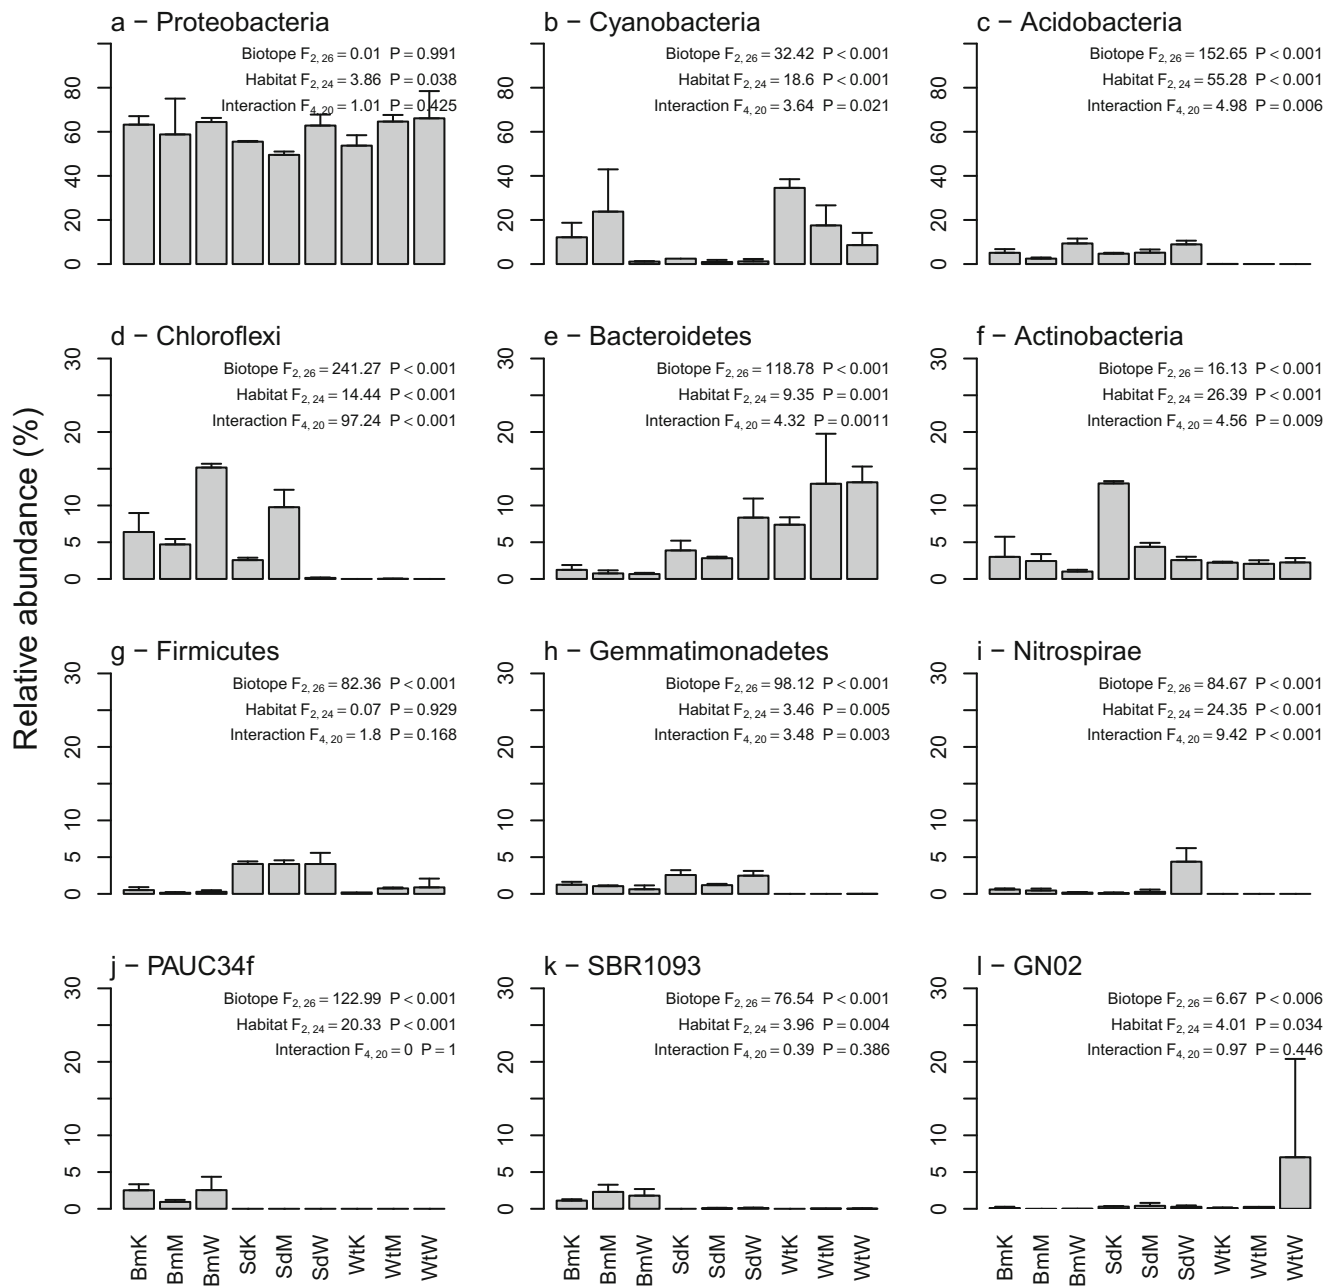 Relative abundance (%)
a − Proteobacteria
Biotope F2, 26 = 0.01 P = 0.991
Habitat F2, 24 = 3.86 P = 0.038
Interaction F4, 20 = 1.01 P = 0.425
80
60
40
20
0
b − Cyanobacteria
Biotope F2, 26 = 32.42 P < 0.001
Habitat F2, 24 = 18.6 P < 0.001
Interaction F4, 20 = 3.64 P = 0.021
80
60
40
20
0
c − Acidobacteria
Biotope F2, 26 = 152.65 P < 0.001
Habitat F2, 24 = 55.28 P < 0.001
Interaction F4, 20 = 4.98 P = 0.006
80
60
40
20
0
d − Chloroflexi
Biotope F2, 26 = 241.27 P < 0.001
Habitat F2, 24 = 14.44 P < 0.001
Interaction F4, 20 = 97.24 P < 0.001
30
20
10
5
0
e − Bacteroidetes
Biotope F2, 26 = 118.78 P < 0.001
Habitat F2, 24 = 9.35 P = 0.001
Interaction F4, 20 = 4.32 P = 0.0011
30
20
10
5
0
f − Actinobacteria
Biotope F2, 26 = 16.13 P < 0.001
Habitat F2, 24 = 26.39 P < 0.001
Interaction F4, 20 = 4.56 P = 0.009
30
20
10
5
0
g − Firmicutes
Biotope F2, 26 = 82.36 P < 0.001
Habitat F2, 24 = 0.07 P = 0.929
Interaction F4, 20 = 1.8 P = 0.168
30
20
10
5
0
h − Gemmatimonadetes
Biotope F2, 26 = 98.12 P < 0.001
Habitat F2, 24 = 3.46 P = 0.005
Interaction F4, 20 = 3.48 P = 0.003
30
20
10
5
0
i − Nitrospirae
Biotope F2, 26 = 84.67 P < 0.001
Habitat F2, 24 = 24.35 P < 0.001
Interaction F4, 20 = 9.42 P < 0.001
30
20
10
5
0
j − PAUC34f
Biotope F2, 26 = 122.99 P < 0.001
Habitat F2, 24 = 20.33 P < 0.001
Interaction F4, 20 = 0 P = 1
30
20
10
5
0
BmK
BmM
BmW
SdK
SdM
SdW
WtK
WtM
WtW
k − SBR1093
Biotope F2, 26 = 76.54 P < 0.001
Habitat F2, 24 = 3.96 P = 0.004
Interaction F4, 20 = 0.39 P = 0.386
30
20
10
5
0
BmK
BmM
BmW
SdK
SdM
SdW
WtK
WtM
WtW
l − GN02
Biotope F2, 26 = 6.67 P < 0.006
Habitat F2, 24 = 4.01 P = 0.034
Interaction F4, 20 = 0.97 P = 0.446
30
20
10
5
0
BmK
BmM
BmW
SdK
SdM
SdW
WtK
WtM
WtW